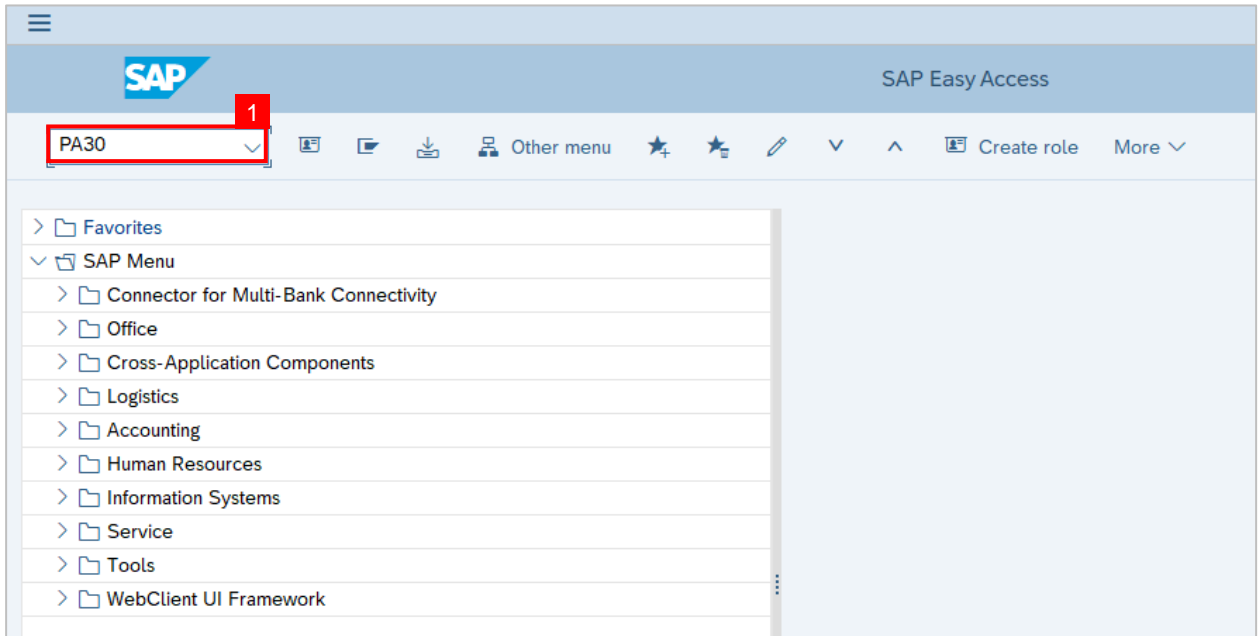 SAP
SAP Easy Access
1
PA30
Other menu
Create role
More
Favorites
SAP Menu
Connector for Multi-Bank Connectivity
Office
Cross-Application Components
Logistics
Accounting
Human Resources
Information Systems
Service
Tools
WebClient UI Framework